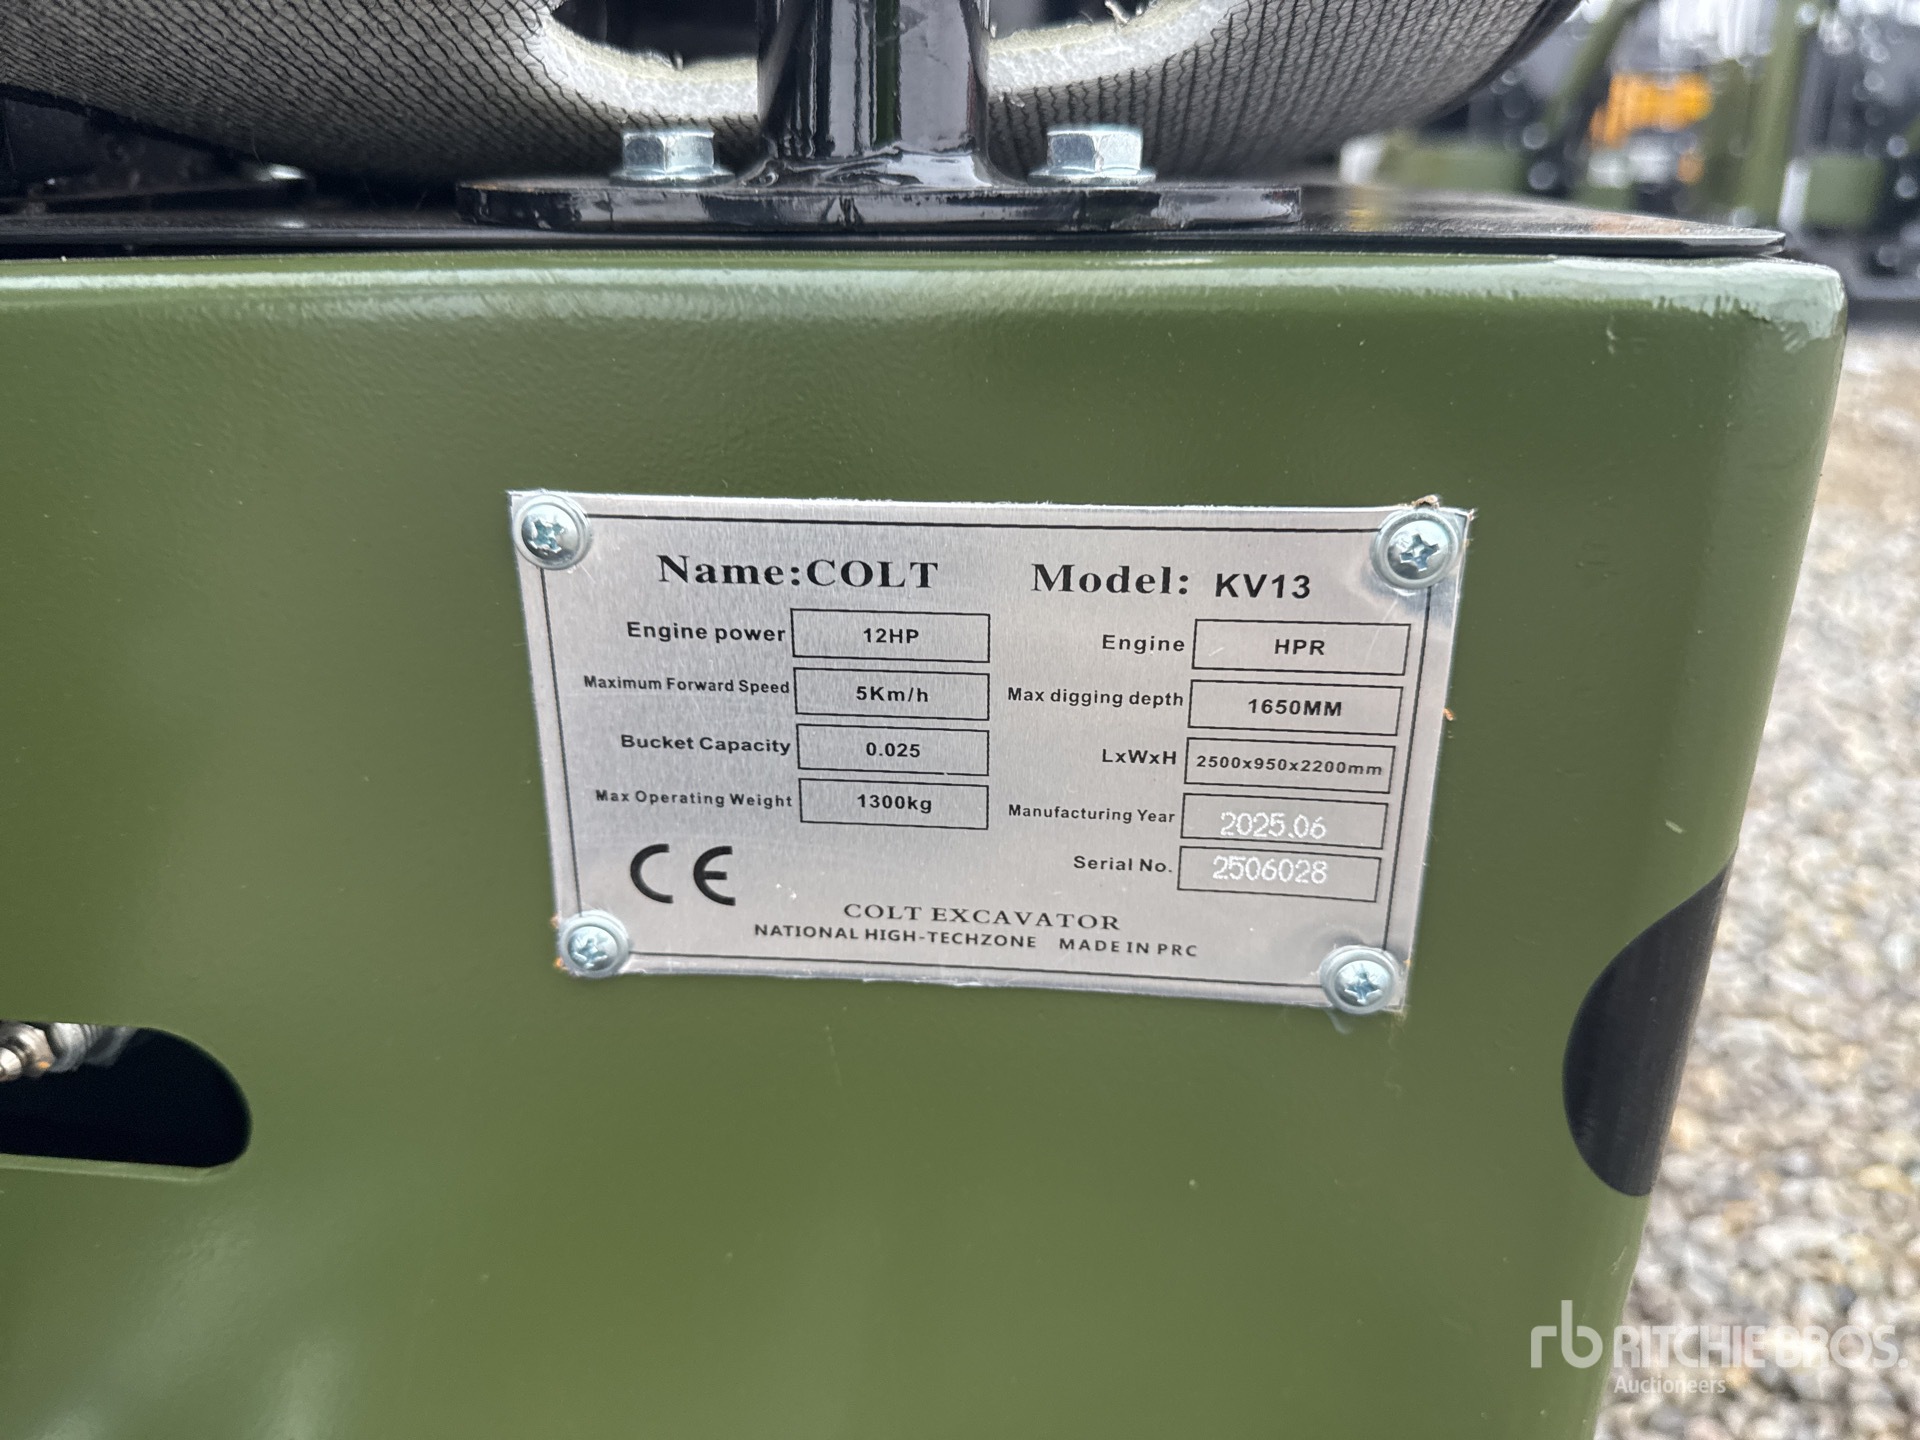 Name:COLT Model: KV13
Engine power 12HP Engine HPR
Maximum Forward Speed 5Km/h Max digging depth 1650MM
Bucket Capacity 0.025 LxWxH 2500x950x2200mm
Max Operating Weight 1300kg Manufacturing Year 2025.06
Serial No. 2506028
CE
COLT EXCAVATOR
NATIONAL HIGH-TECHZONE MADE IN PRC
rb RITCHIE BROS.
Auctioneers